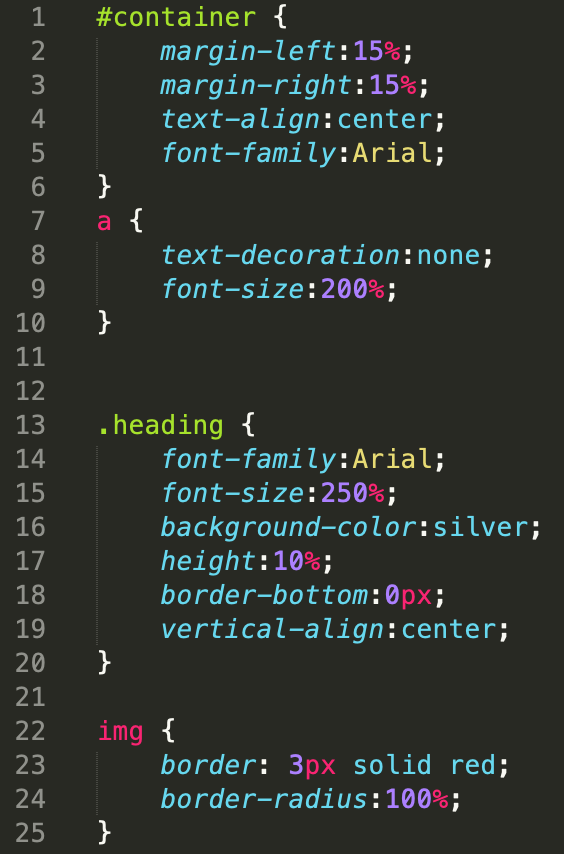 1 #container {
2 margin-left:15%;
3 margin-right:15%;
4 text-align:center;
5 font-family:Arial;
6 }
7 a {
8 text-decoration:none;
9 font-size:200%;
10 }
11
12
13 .heading {
14 font-family:Arial;
15 font-size:250%;
16 background-color:silver;
17 height:10%;
18 border-bottom:0px;
19 vertical-align:center;
20 }
21
22 img {
23 border: 3px solid red;
24 border-radius:100%;
25 }